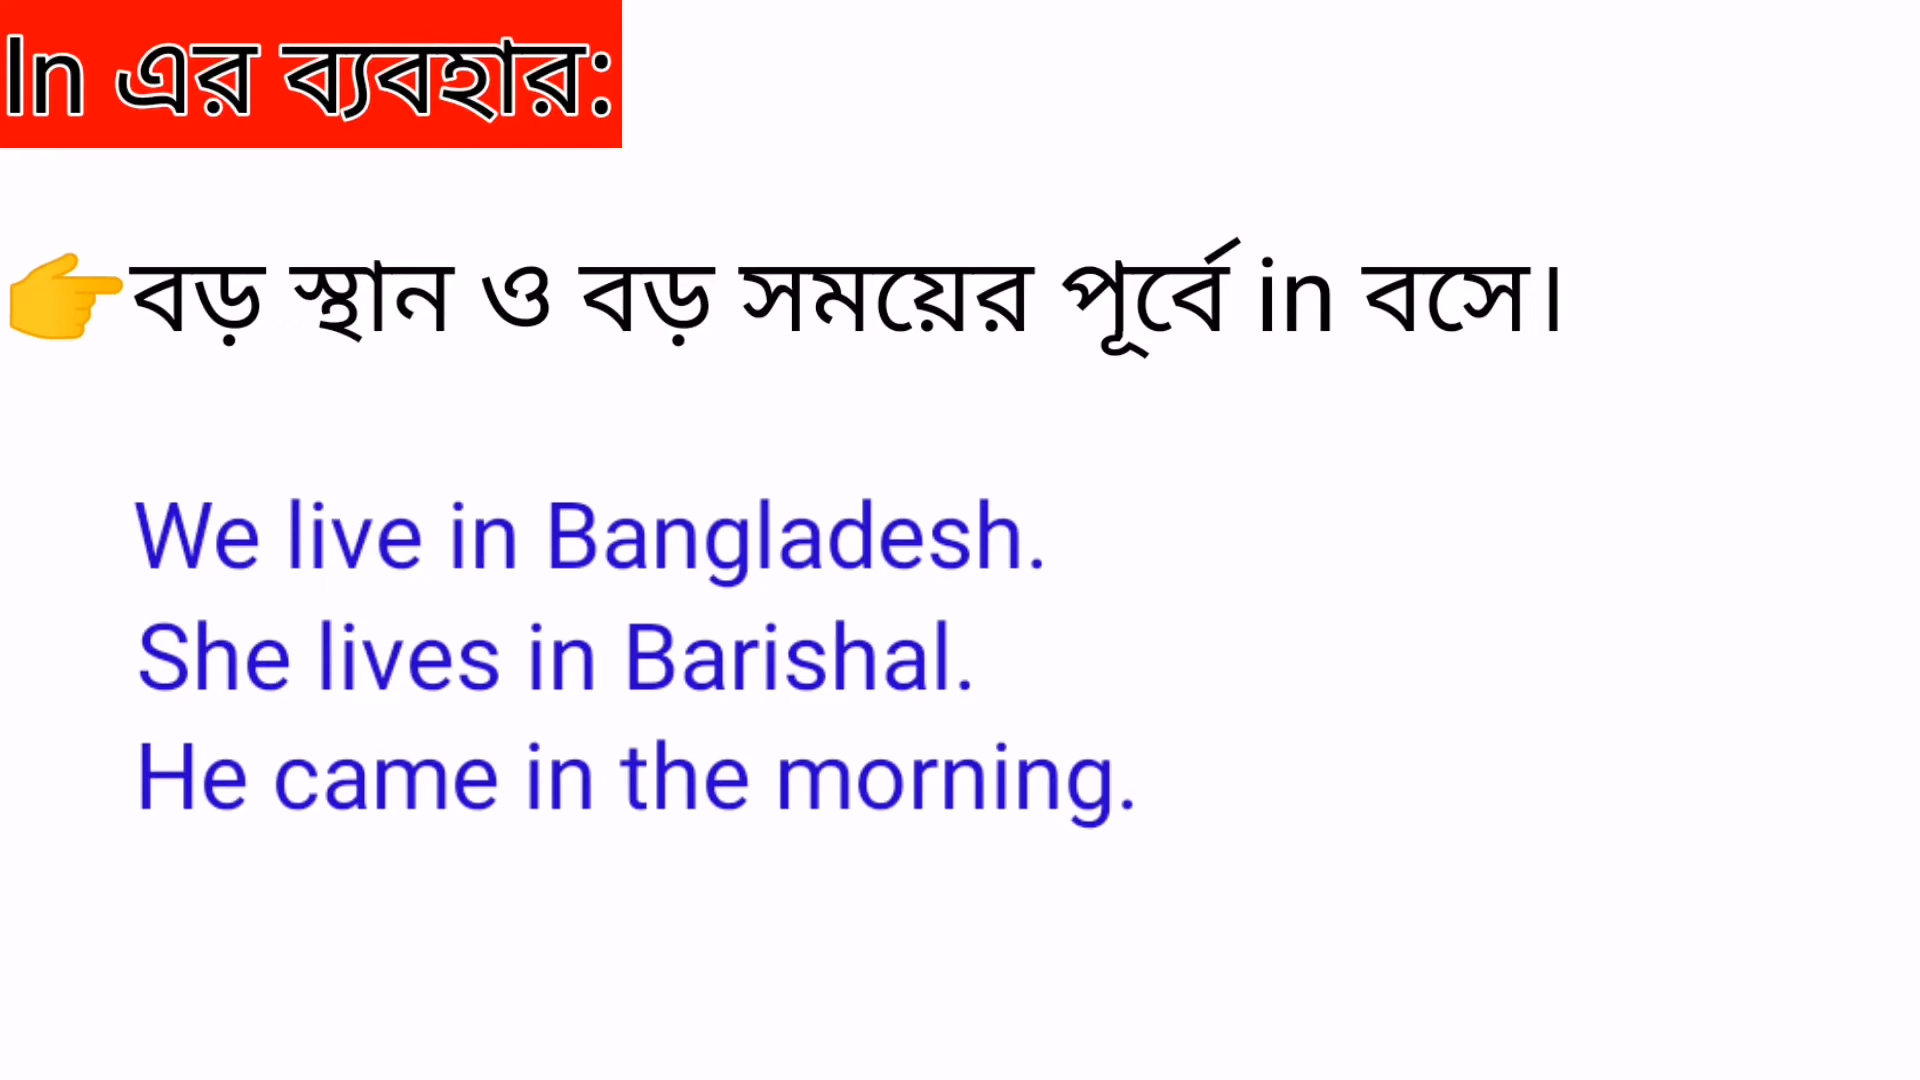 In এর ব্যবহার:
👉বড় স্থান ও বড় সময়ের পূর্বে in বসে।
We live in Bangladesh.
She lives in Barishal.
He came in the morning.